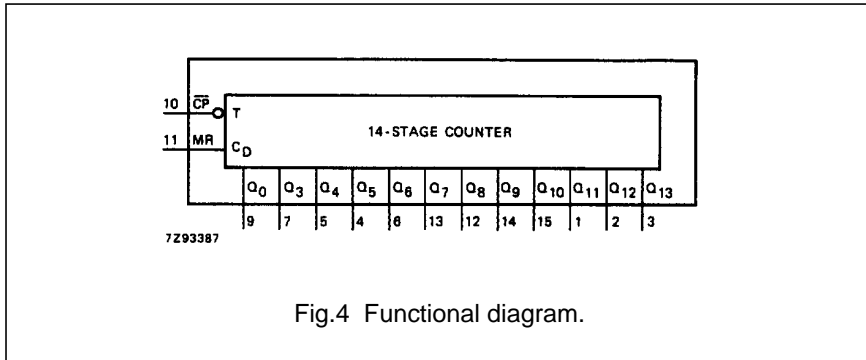 10 C̅P̅ T
14-STAGE COUNTER
11 MR CD
Q0 Q3 Q4 Q5 Q6 Q7 Q8 Q9 Q10 Q11 Q12 Q13
9 7 5 4 6 13 12 14 15 1 2 3
7Z93387
Fig.4 Functional diagram.